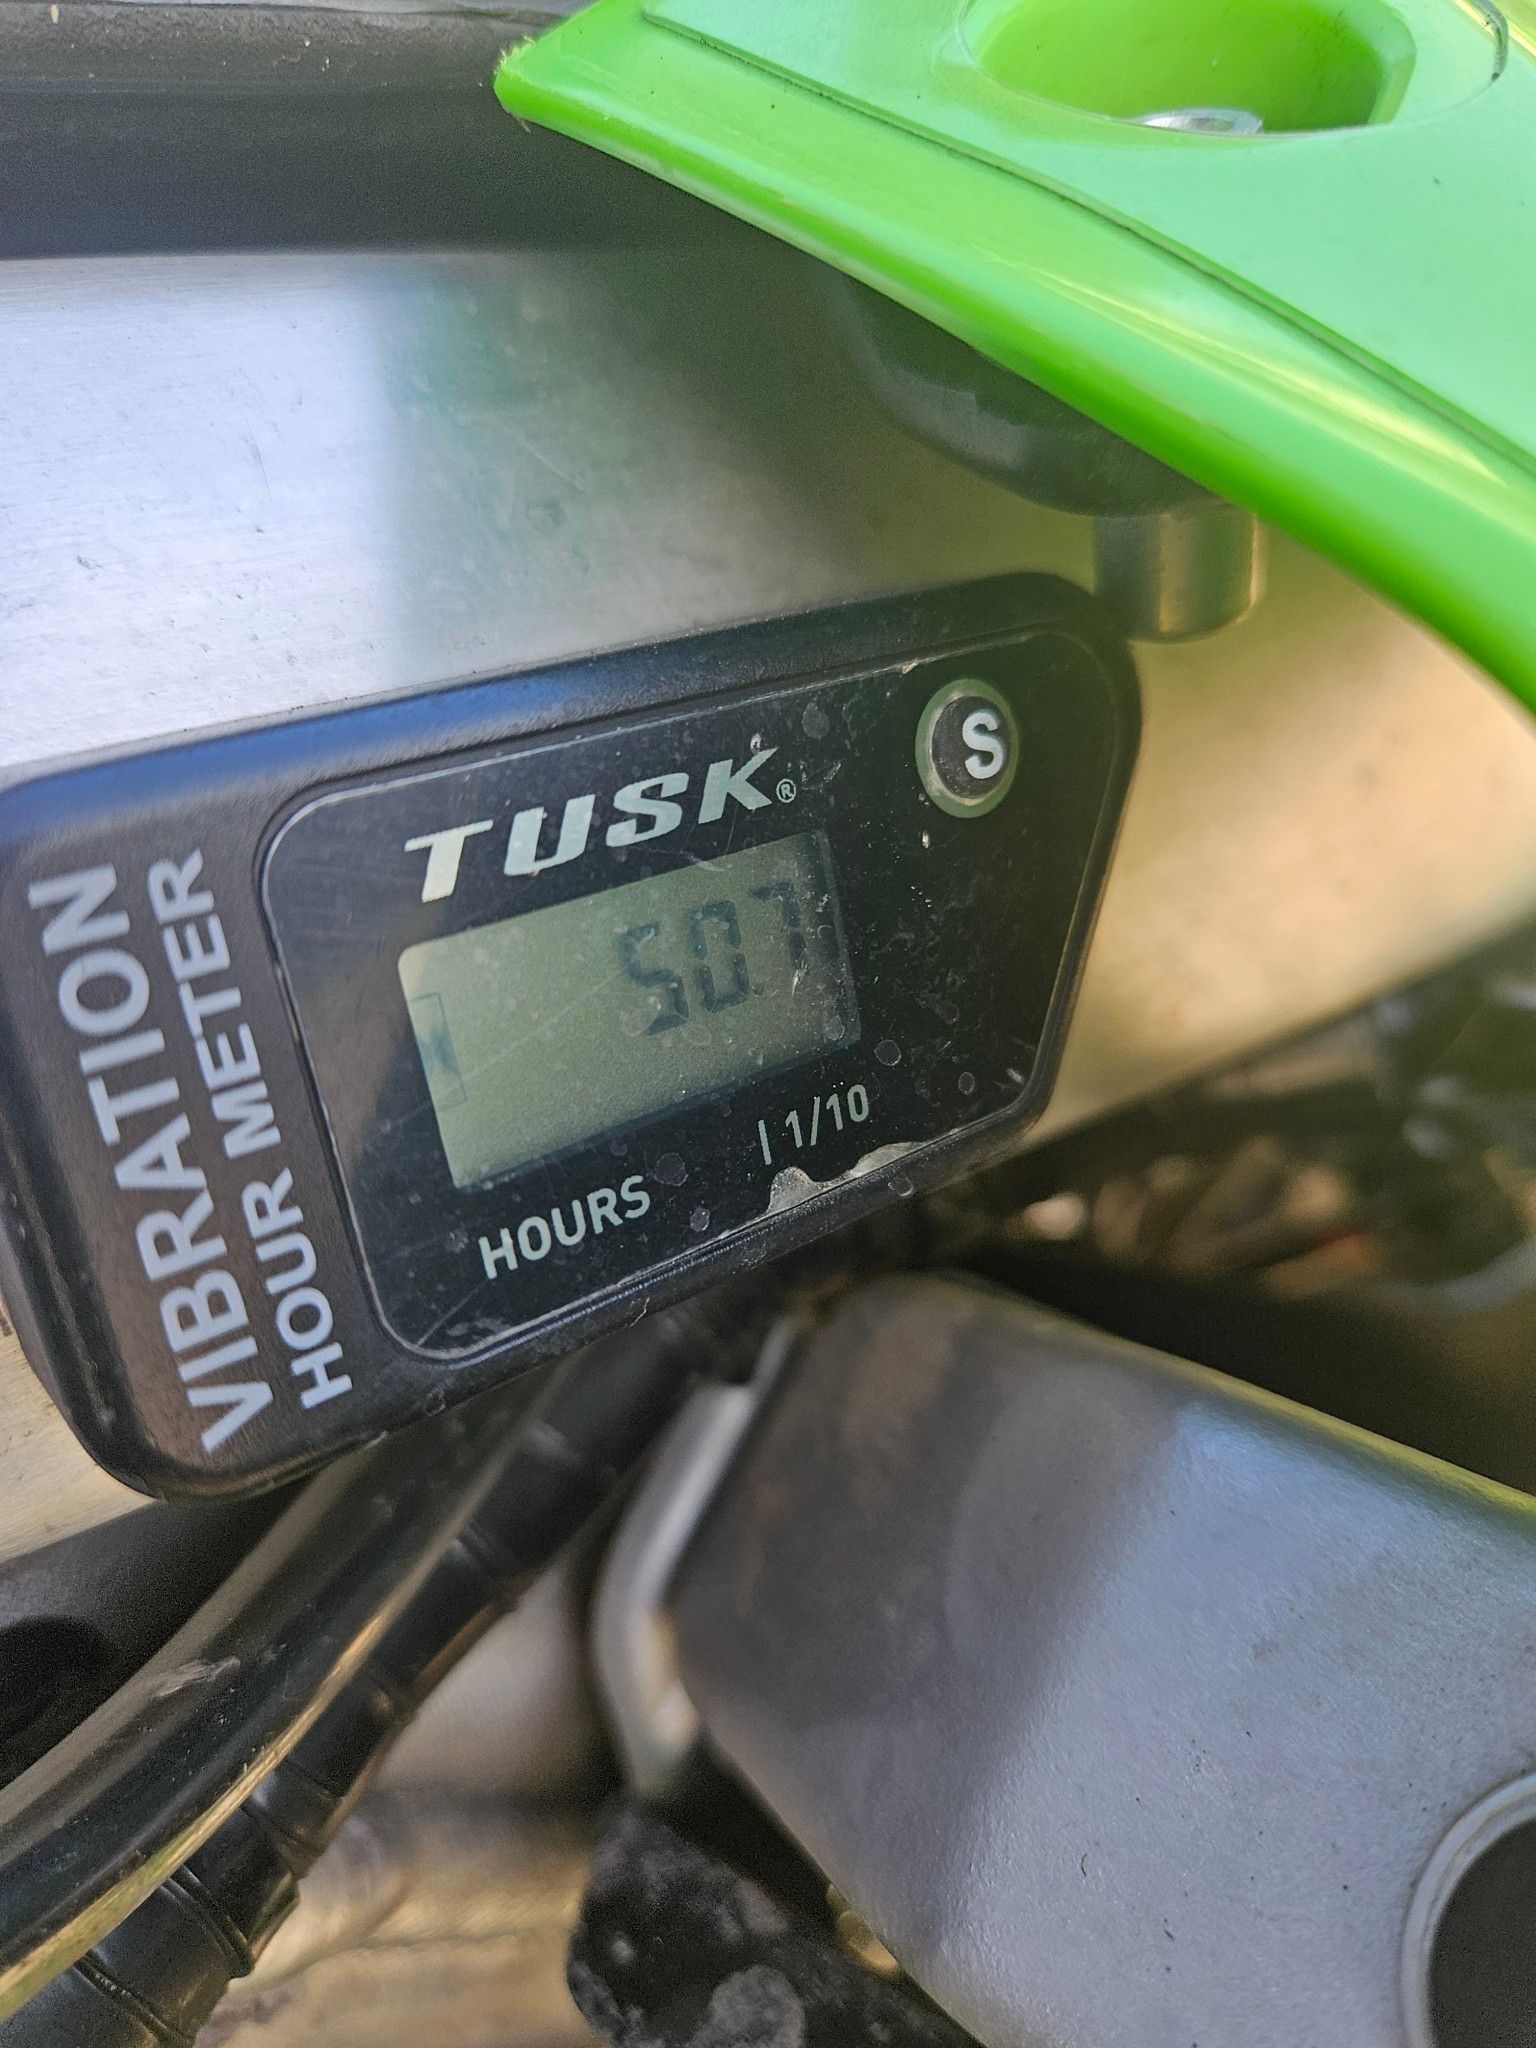 VIBRATION
HOUR METER
TUSK®
S
50.7
HOURS | 1/10